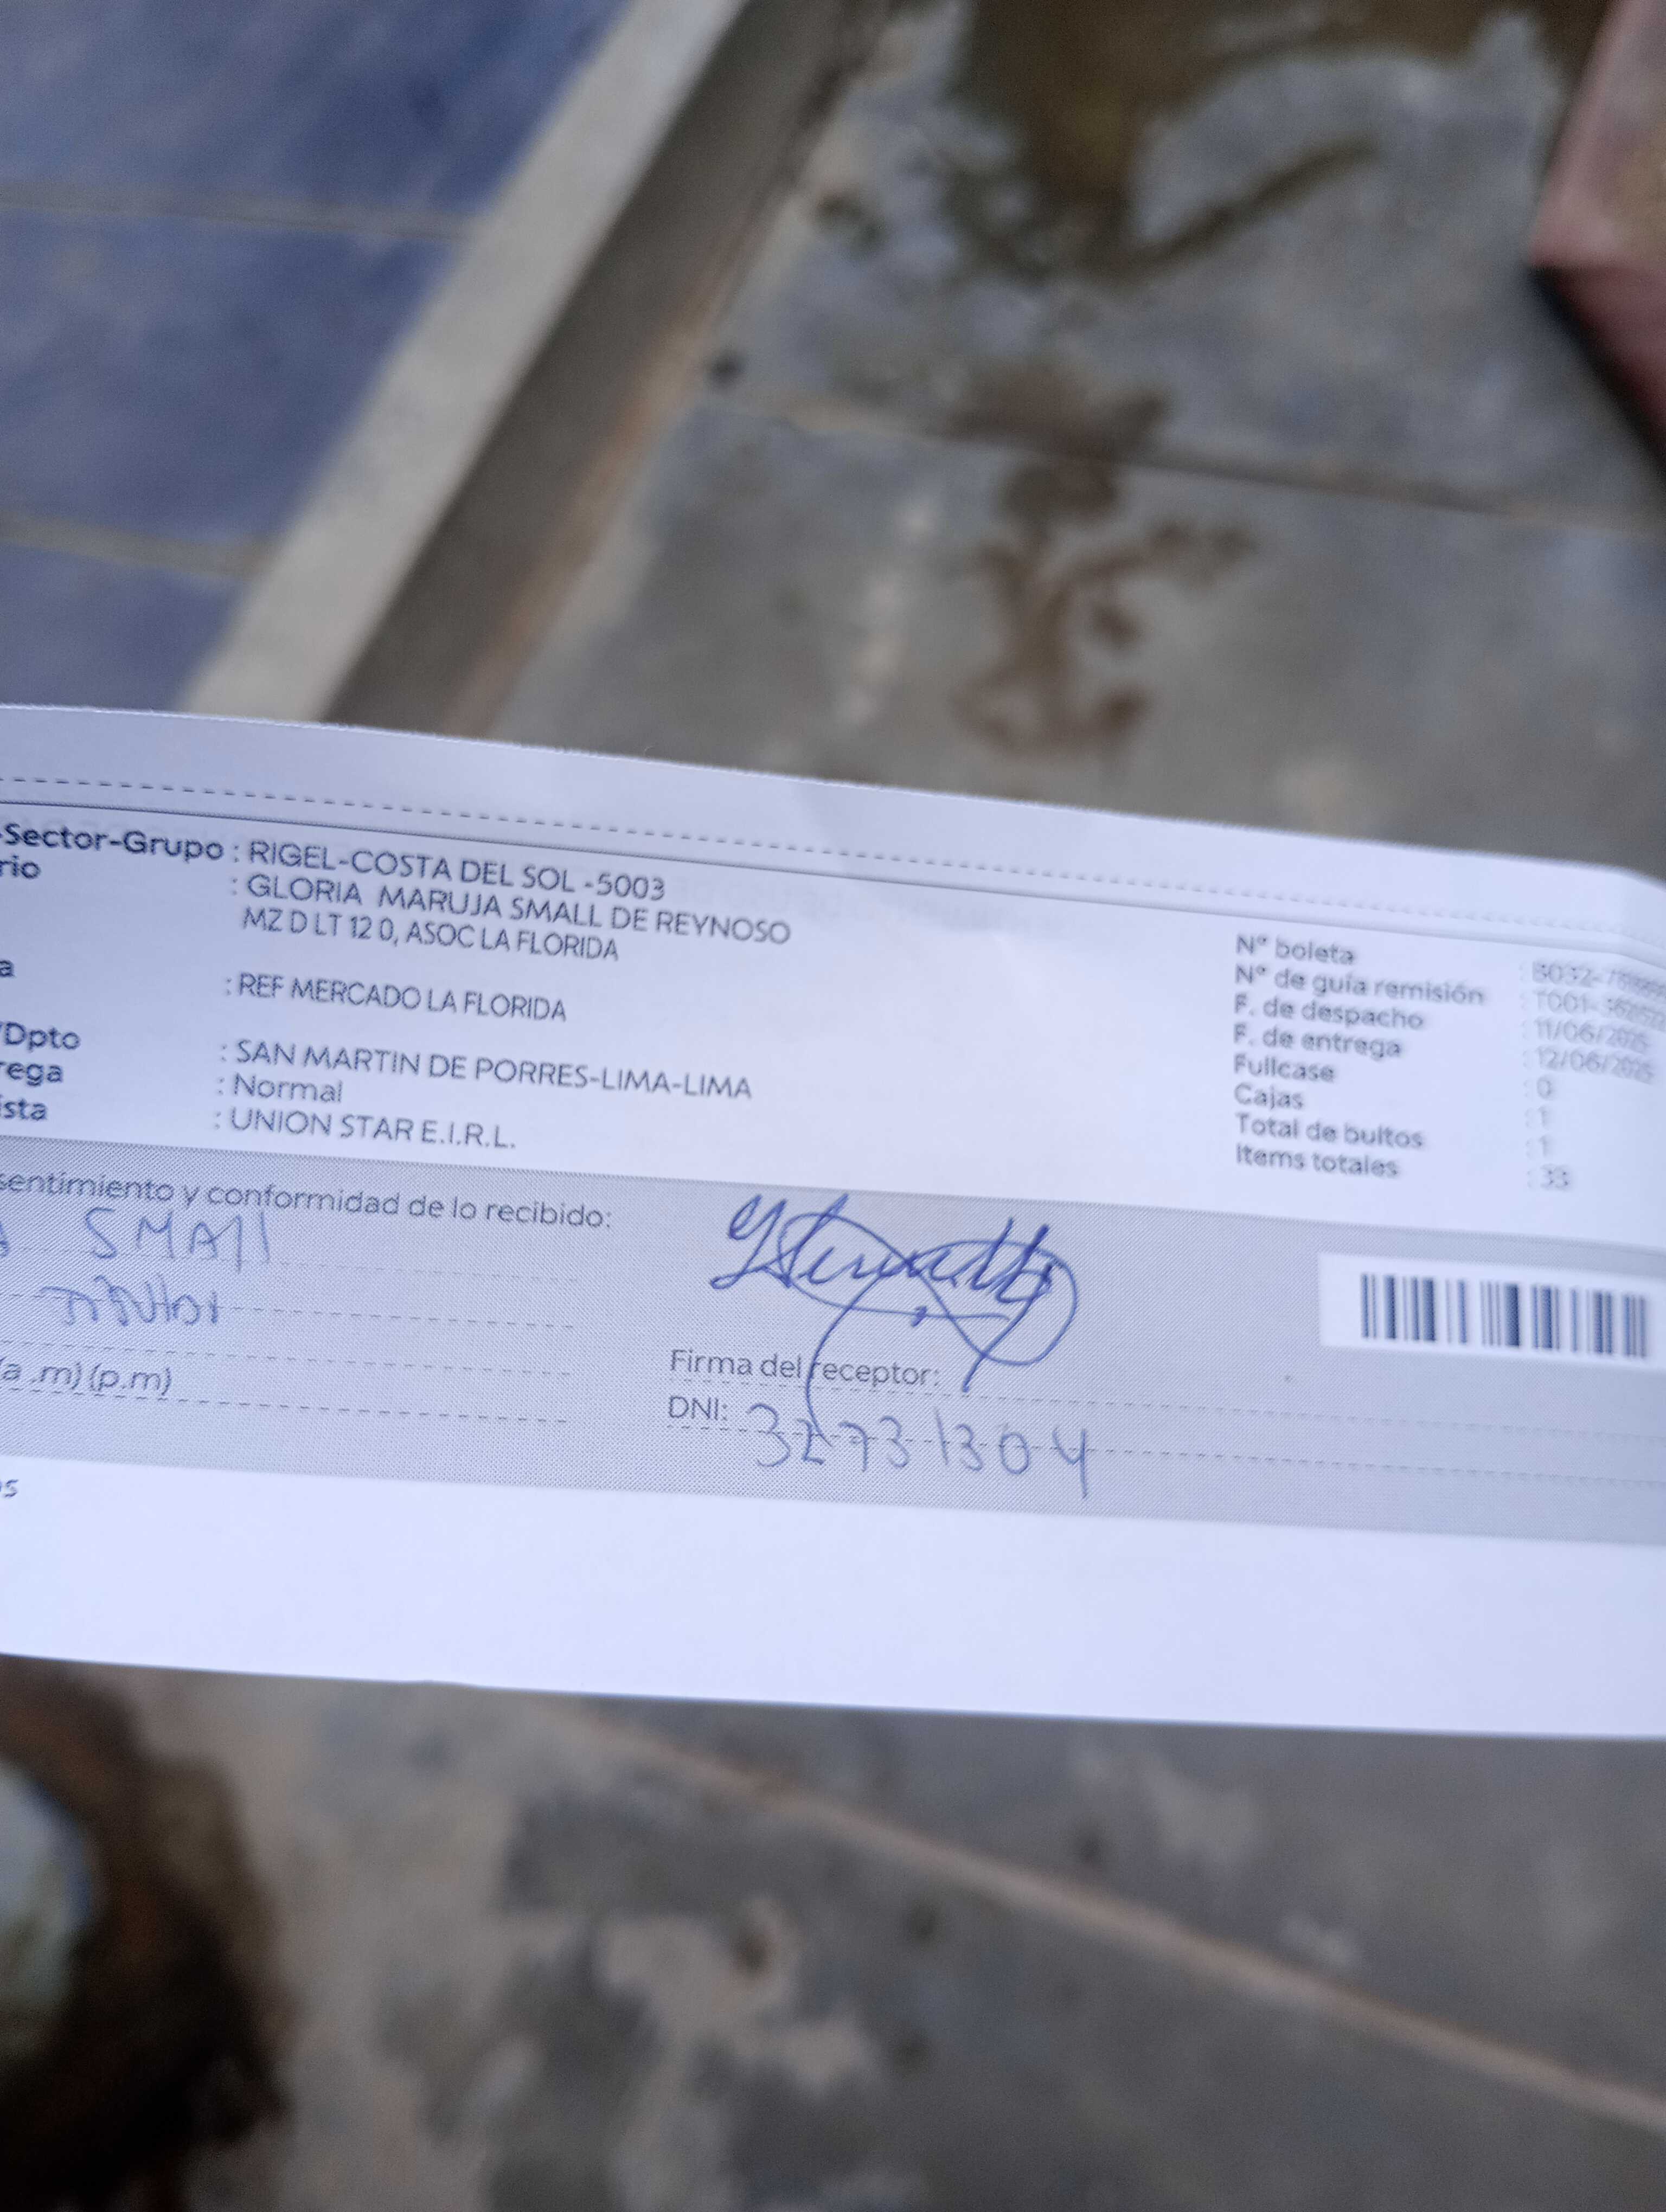 -Sector-Grupo : RIGEL-COSTA DEL SOL -5003
rio : GLORIA MARUJA SMALL DE REYNOSO
MZ D LT 12 0, ASOC LA FLORIDA
a : REF MERCADO LA FLORIDA
/Dpto : SAN MARTIN DE PORRES-LIMA-LIMA
rega : Normal
ista : UNION STAR E.I.R.L.
N° boleta : B032-
N° de guía remisión : T001-
F. de despacho : 11/06/2025
F. de entrega : 12/06/2025
Fullcase : 0
Cajas : 1
Total de bultos : 1
Items totales : 33
sentimiento y conformidad de lo recibido:
SMAll
(a .m) (p.m)
Firma del receptor:
DNI: 32731304
os